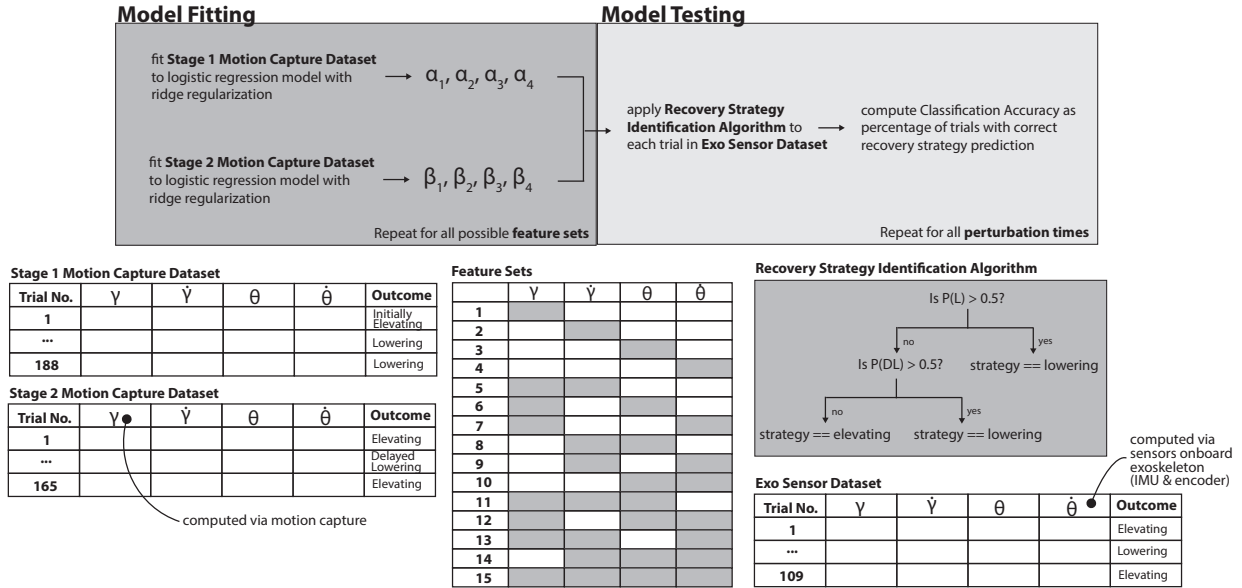 Model Fitting
Model Testing
fit Stage 1 Motion Capture Dataset
to logistic regression model with
ridge regularization
α1, α2, α3, α4
fit Stage 2 Motion Capture Dataset
to logistic regression model with
ridge regularization
β1, β2, β3, β4
Repeat for all possible feature sets
apply Recovery Strategy
Identification Algorithm to
each trial in Exo Sensor Dataset
compute Classification Accuracy as
percentage of trials with correct
recovery strategy prediction
Repeat for all perturbation times
Stage 1 Motion Capture Dataset
Trial No. γ γ̇ θ θ̇ Outcome
1 Initially Elevating
... Lowering
188 Lowering
Stage 2 Motion Capture Dataset
Trial No. γ γ̇ θ θ̇ Outcome
1 Elevating
... Delayed Lowering
165 Elevating
computed via motion capture
Feature Sets
γ γ̇ θ θ̇
1
2
3
4
5
6
7
8
9
10
11
12
13
14
15
Recovery Strategy Identification Algorithm
Is P(L) > 0.5?
no
yes
Is P(DL) > 0.5?
strategy == lowering
no
yes
strategy == elevating
strategy == lowering
computed via
sensors onboard
exoskeleton
(IMU & encoder)
Exo Sensor Dataset
Trial No. γ γ̇ θ θ̇ Outcome
1 Elevating
... Lowering
109 Elevating